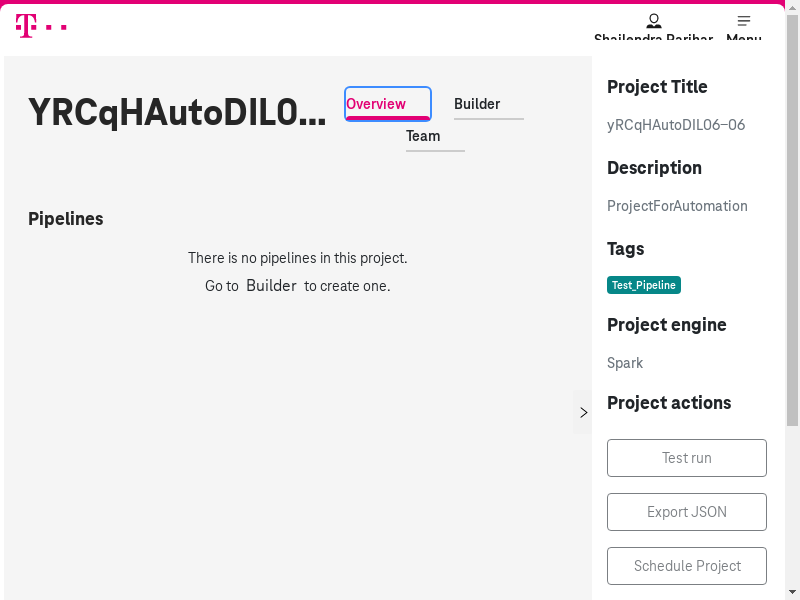 T
Shailendra Parihar
Menu
YRCqHAutoDIL0...
Overview
Builder
Team
Pipelines
There is no pipelines in this project.
Go to Builder to create one.
Project Title
yRCqHAutoDIL06-06
Description
ProjectForAutomation
Tags
Test_Pipeline
Project engine
Spark
Project actions
Test run
Export JSON
Schedule Project